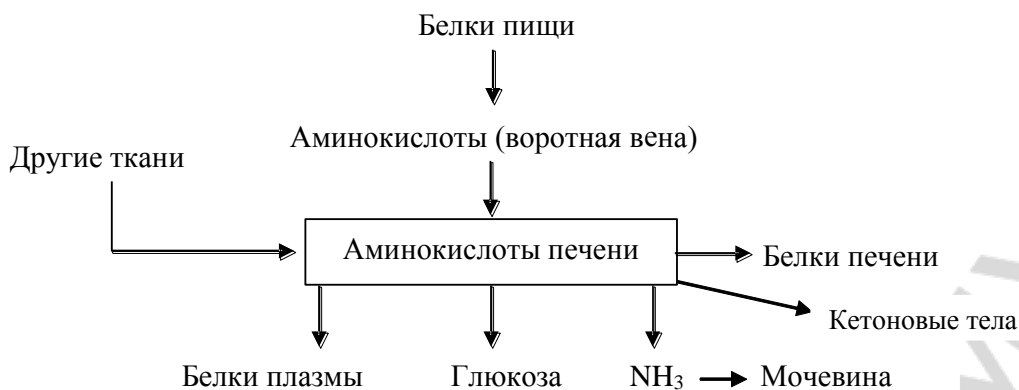 Белки пищи
Аминокислоты (воротная вена)
Другие ткани
Аминокислоты печени
Белки печени
Кетоновые тела
Белки плазмы Глюкоза NH₃ Мочевина